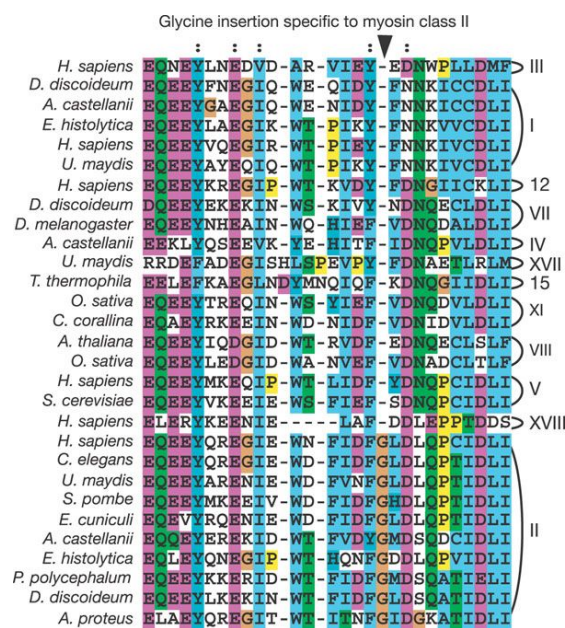 Glycine insertion specific to myosin class II
: : : : :
H. sapiens EQNEYLNEDVD-AR-VIEY-EDNWPLLDMF III
D. discoideum EQEEYFNEGIQ-WE-QIDY-FNNKICCDLI
A. castellanii EQEEYGAEGIQ-WE-NIDY-FNNKICCDLI
E. histolytica EQEEYLAEGIK-WT-PIKY-FNNKVVCDLI I
H. sapiens EQEEYVQEGIR-WT-PIEY-FNNKIVCDLI
U. maydis EQEEYAYEQIQ-WT-PIKY-FNNKIVCDLI
H. sapiens EQEEYKREGIP-WT-KVDY-FDNGIICKLI 12
D. discoideum EQEEYEKEKIN-WS-KIVY-NDNQECLDLI VII
D. melanogaster EQEEYNHEAIN-WQ-HIEF-VDNQDALDLI
A. castellanii EEKLYQSEEVK-YE-HITF-IDNQPVLDLI IV
U. maydis ERDEFADEGISHLSPEVPY-FDNAETLRLM XVII
T. thermophila EELEFKAEGLNDYMNQIQF-KDNQGIIDLI 15
O. sativa EQEEYTREQIN-WS-YIEF-VDNQDVLDLI XI
C. corallina EQAEYRKEEIN-WD-NIDF-VDNIDVLDLI
A. thaliana EQEEYIQDGID-WT-RVDF-EDNQECLSLF VIII
O. sativa EQEEYLEDGID-WA-NVEF-VDNADCLTLF
H. sapiens EQEEYMKEQIP-WT-LIDF-YDNQPCIDLI V
S. cerevisiae EQEEYVKEEIE-WS-FIEF-SDNQPCIDLI
H. sapiens ELERYKEENIE-----LAF-DDLEPPTDDS XVIII
H. sapiens EQEEYQREGIE-WN-FIDFGLDLQPCIDLI
C. elegans EQEEYQREGIE-WD-FIDFGLDLQPTIDLI
U. maydis EQEEYARENIE-WD-FVNFGLDLQPTIDLI
S. pombe EQEEYMKEEIV-WD-FIDFGHDLQPTIDLI
E. cuniculi EQEVYRQENIE-WD-FIDFGLDLQPTIDLI II
A. castellanii EQQEYEREKID-WT-FVDYGMDSQDCIDLI
E. histolytica EQLEYQNEGIP-WT-HQNFGDDLQPVIDLI
P. polycephalum EQEEYLKERID-WT-FIDFGMDSQATIELI
D. discoideum EQEEYLKEKIN-WT-FIDFGLDSQATIDLI
A. proteus ELAEYQREGIT-WT-ITNFGIDGKATIDLI